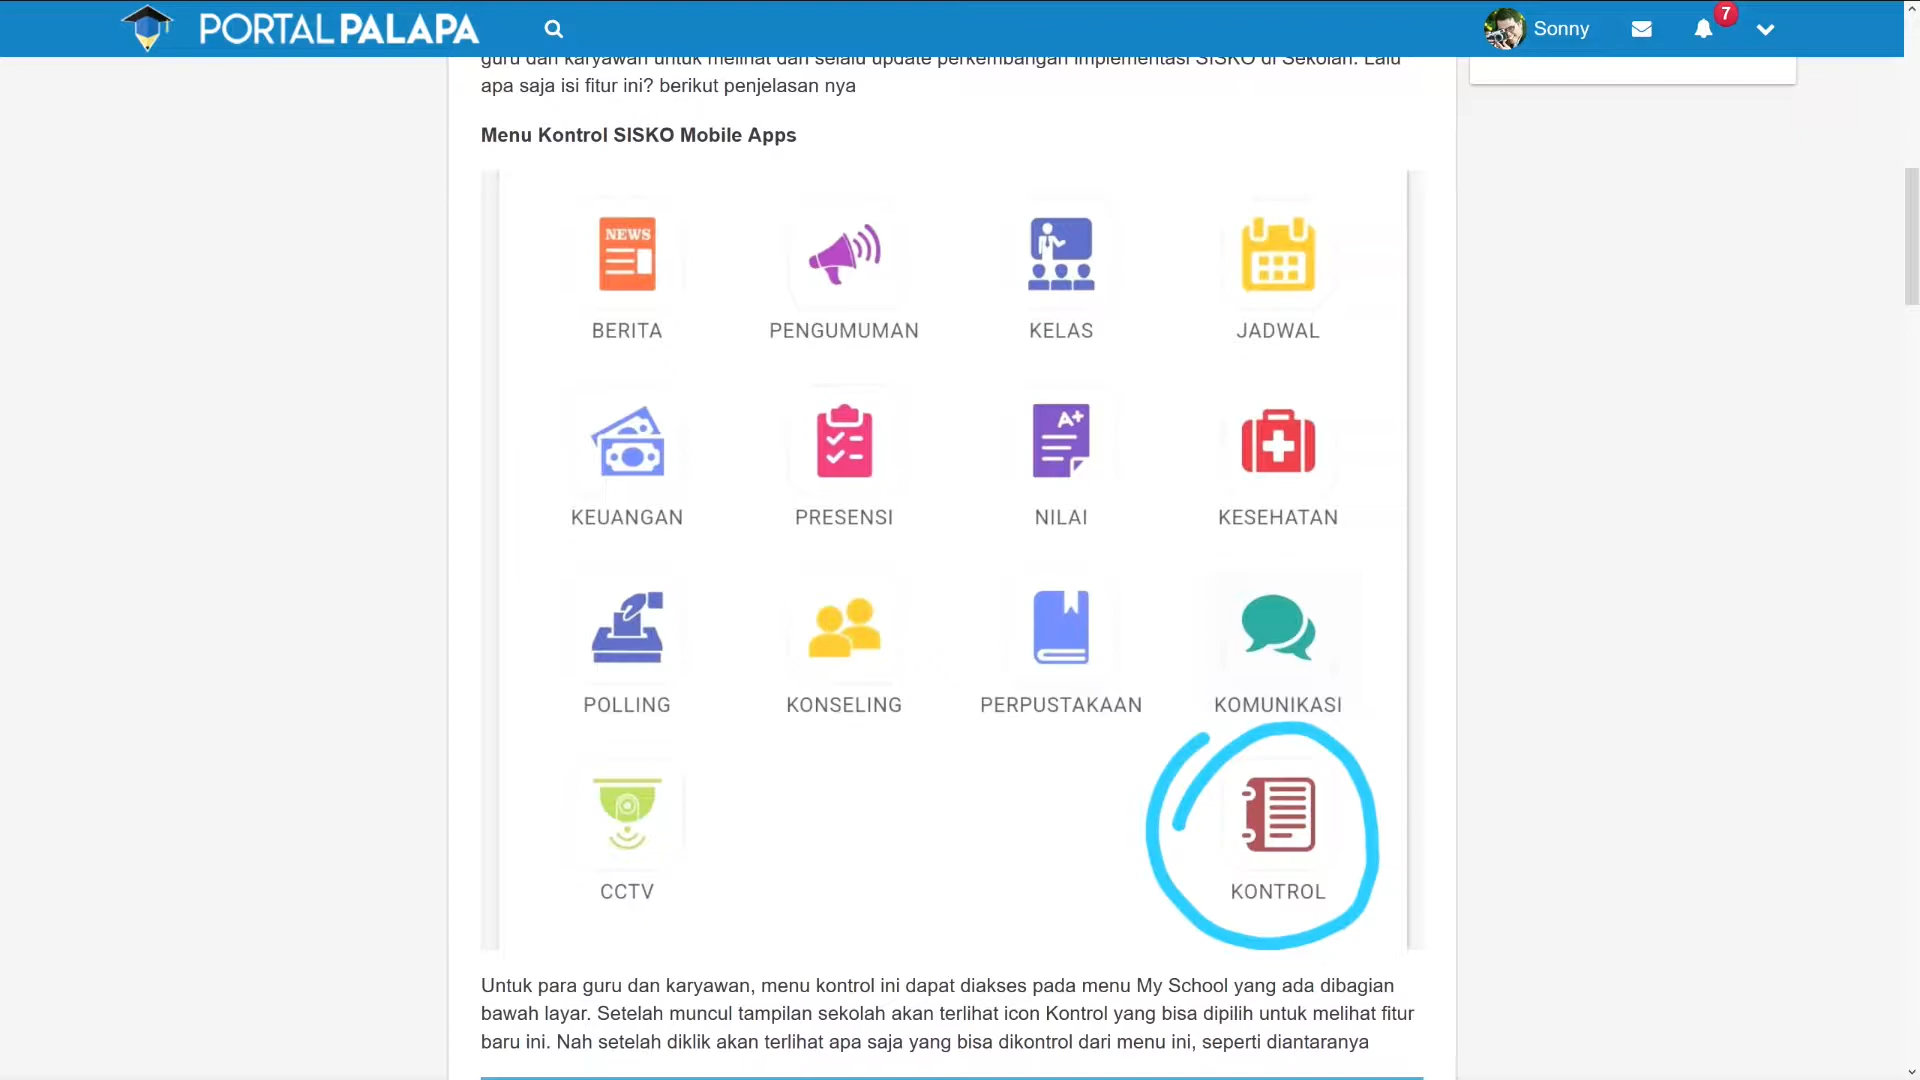 PORTAL PALAPA
Sonny
7
guru dan karyawan untuk melihat dan selalu update perkembangan implementasi SISKO di Sekolah. Lalu
apa saja isi fitur ini? berikut penjelasan nya
Menu Kontrol SISKO Mobile Apps
NEWS
A+
BERITA
PENGUMUMAN
KELAS
JADWAL
KEUANGAN
PRESENSI
NILAI
KESEHATAN
POLLING
KONSELING
PERPUSTAKAAN
KOMUNIKASI
CCTV
KONTROL
Untuk para guru dan karyawan, menu kontrol ini dapat diakses pada menu My School yang ada dibagian
bawah layar. Setelah muncul tampilan sekolah akan terlihat icon Kontrol yang bisa dipilih untuk melihat fitur
baru ini. Nah setelah diklik akan terlihat apa saja yang bisa dikontrol dari menu ini, seperti diantaranya